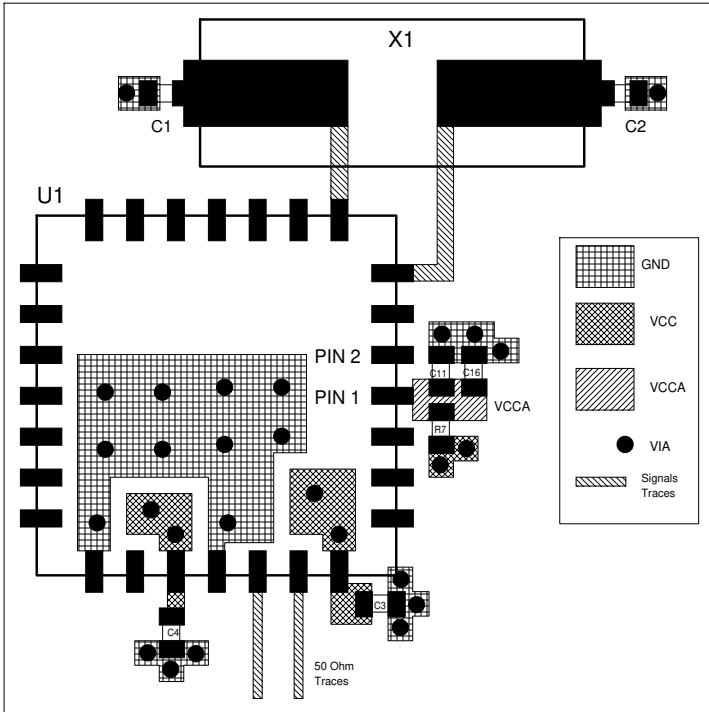 X1
C1
C2
U1
GND
PIN 2
VCC
C11
C16
PIN 1
VCCA
VCCA
R7
VIA
Signals
Traces
C3
C4
50 Ohm
Traces